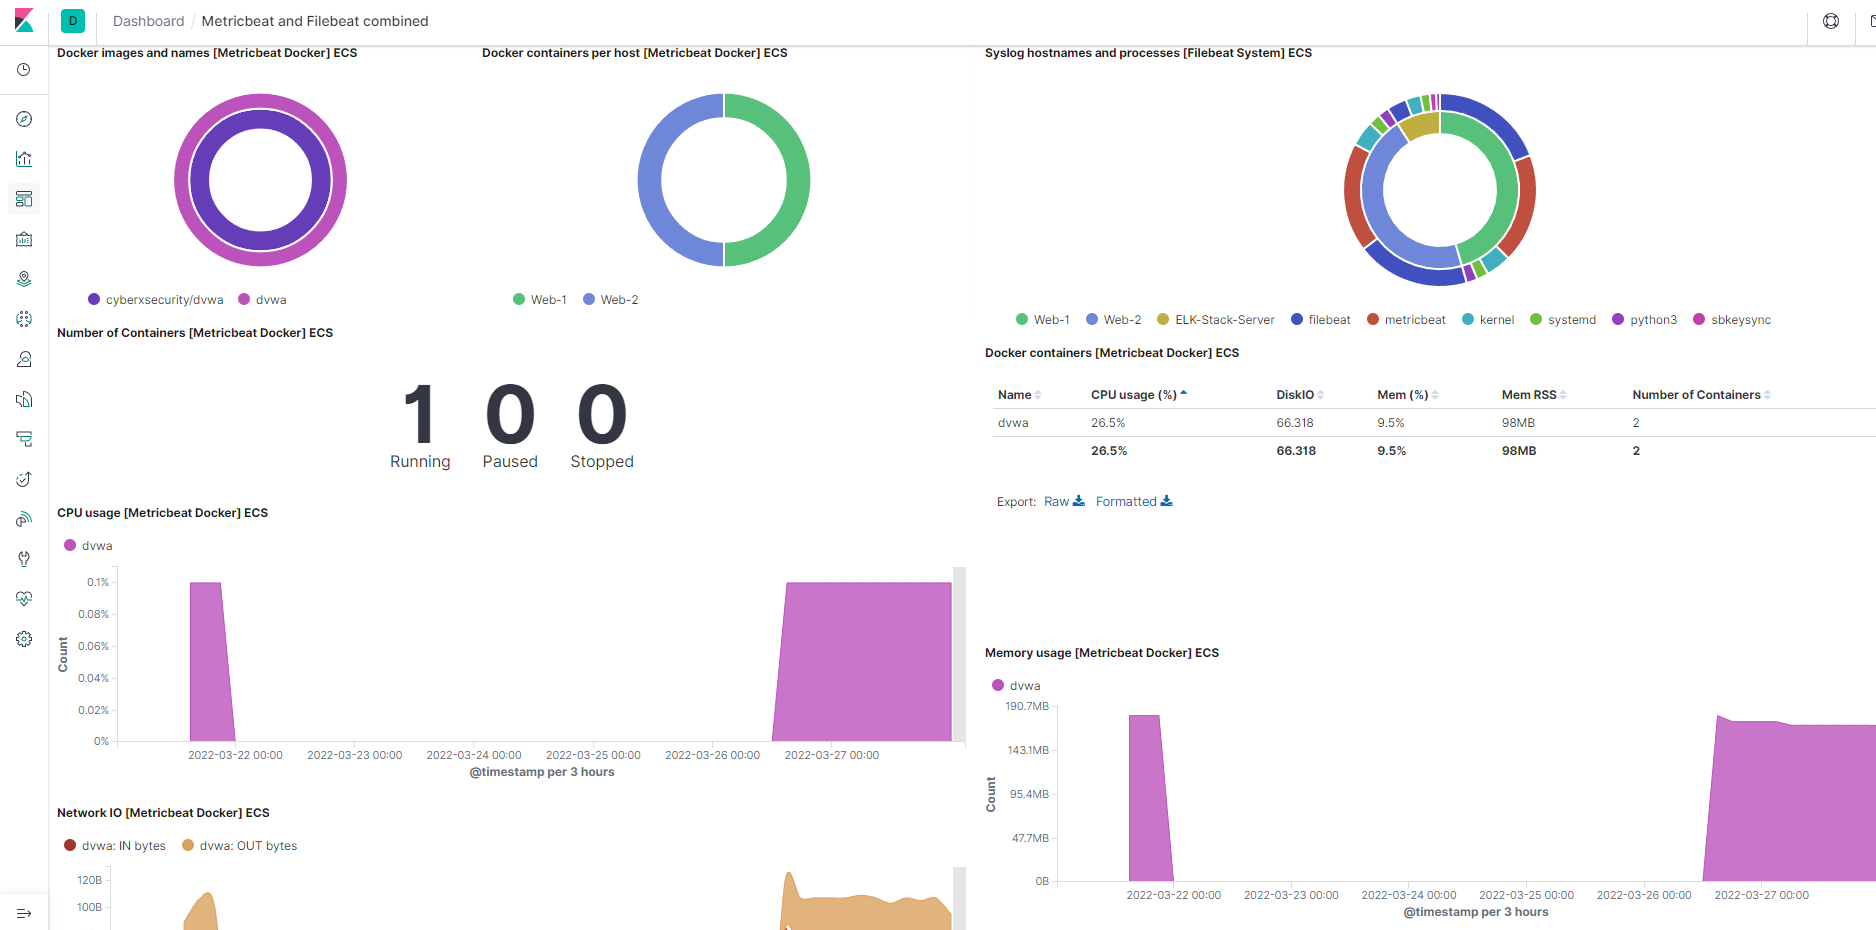 D Dashboard / Metricbeat and Filebeat combined
Docker images and names [Metricbeat Docker] ECS
cyberxsecurity/dvwa dvwa
Docker containers per host [Metricbeat Docker] ECS
Web-1 Web-2
Syslog hostnames and processes [Filebeat System] ECS
Web-1 Web-2 ELK-Stack-Server filebeat metricbeat kernel systemd python3 sbkeysync
Number of Containers [Metricbeat Docker] ECS
1 0 0
Running Paused Stopped
Docker containers [Metricbeat Docker] ECS
Name CPU usage (%) DiskIO Mem (%) Mem RSS Number of Containers
dvwa 26.5% 66.318 9.5% 98MB 2
26.5% 66.318 9.5% 98MB 2
Export: Raw Formatted
CPU usage [Metricbeat Docker] ECS
dvwa
0.1%
0.08%
0.06%
0.04%
0.02%
0%
Count
2022-03-22 00:00 2022-03-23 00:00 2022-03-24 00:00 2022-03-25 00:00 2022-03-26 00:00 2022-03-27 00:00
@timestamp per 3 hours
Memory usage [Metricbeat Docker] ECS
dvwa
190.7MB
143.1MB
95.4MB
47.7MB
0B
Count
2022-03-22 00:00 2022-03-23 00:00 2022-03-24 00:00 2022-03-25 00:00 2022-03-26 00:00 2022-03-27 00:00
@timestamp per 3 hours
Network IO [Metricbeat Docker] ECS
dvwa: IN bytes dvwa: OUT bytes
120B
100B